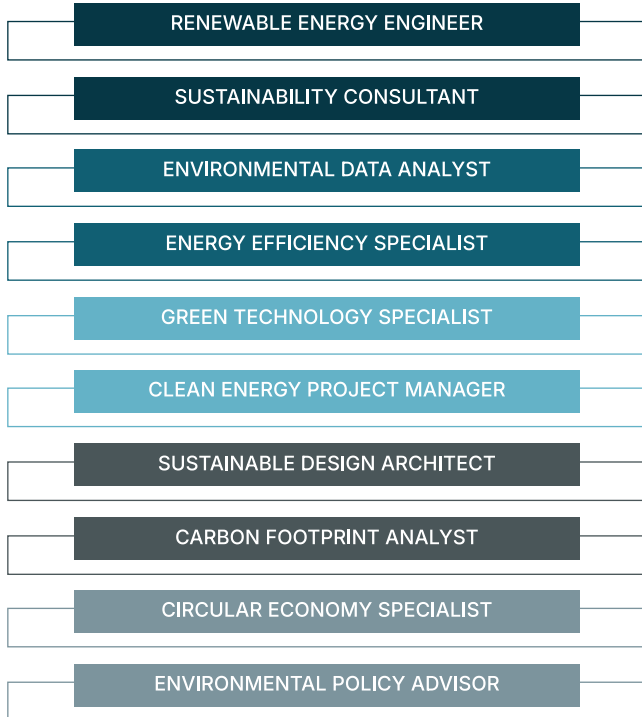 RENEWABLE ENERGY ENGINEER
SUSTAINABILITY CONSULTANT
ENVIRONMENTAL DATA ANALYST
ENERGY EFFICIENCY SPECIALIST
GREEN TECHNOLOGY SPECIALIST
CLEAN ENERGY PROJECT MANAGER
SUSTAINABLE DESIGN ARCHITECT
CARBON FOOTPRINT ANALYST
CIRCULAR ECONOMY SPECIALIST
ENVIRONMENTAL POLICY ADVISOR